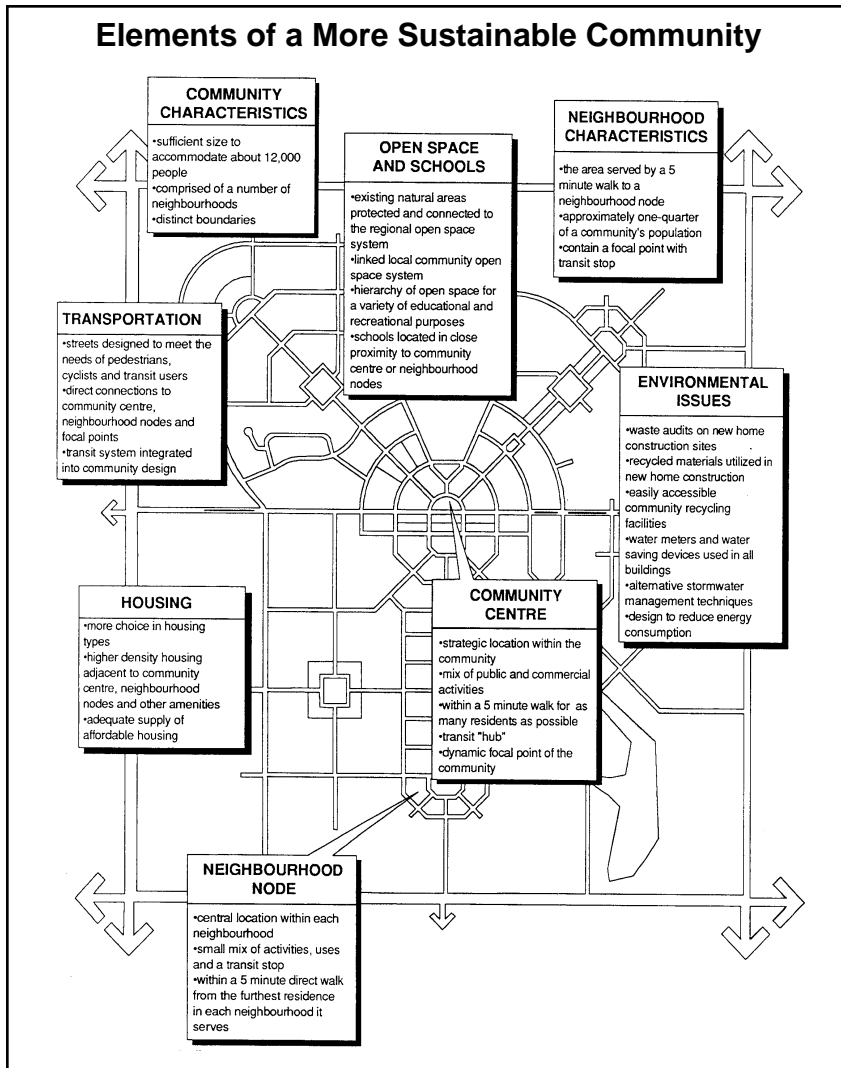 Elements of a More Sustainable Community
COMMUNITY
CHARACTERISTICS
•sufficient size to
accommodate about 12,000
people
•comprised of a number of
neighbourhoods
•distinct boundaries
OPEN SPACE
AND SCHOOLS
•existing natural areas
protected and connected to
the regional open space
system
•linked local community open
space system
•hierarchy of open space for
a variety of educational and
recreational purposes
•schools located in close
proximity to community
centre or neighbourhood
nodes
NEIGHBOURHOOD
CHARACTERISTICS
•the area served by a 5
minute walk to a
neighbourhood node
•approximately one-quarter
of a community's population
•contain a focal point with
transit stop
TRANSPORTATION
•streets designed to meet the
needs of pedestrians,
cyclists and transit users
•direct connections to
community centre,
neighbourhood nodes and
focal points
•transit system integrated
into community design
ENVIRONMENTAL
ISSUES
•waste audits on new home
construction sites
•recycled materials utilized in
new home construction
•easily accessible
community recycling
facilities
•water meters and water
saving devices used in all
buildings
•alternative stormwater
management techniques
•design to reduce energy
consumption
HOUSING
•more choice in housing
types
•higher density housing
adjacent to community
centre, neighbourhood
nodes and other amenities
•adequate supply of
affordable housing
COMMUNITY
CENTRE
•strategic location within the
community
•mix of public and commercial
activities
•within a 5 minute walk for as
many residents as possible
•transit "hub"
•dynamic focal point of the
community
NEIGHBOURHOOD
NODE
•central location within each
neighbourhood
•small mix of activities, uses
and a transit stop
•within a 5 minute direct walk
from the furthest residence
in each neighbourhood it
serves